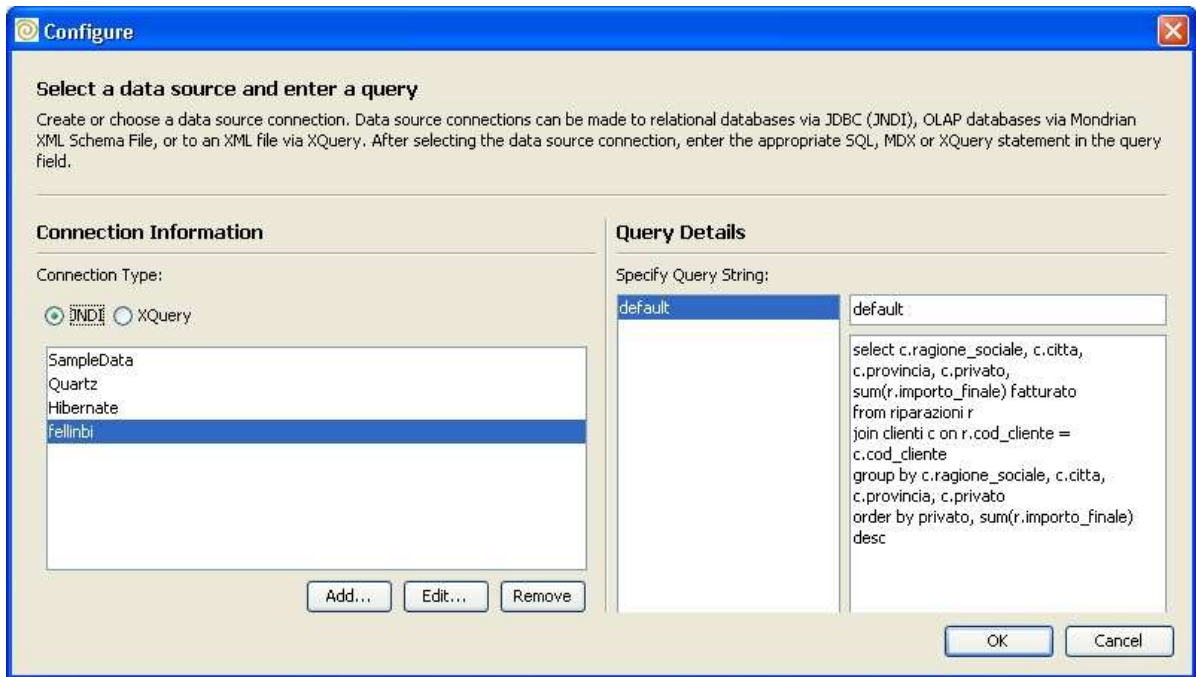 Configure
Select a data source and enter a query
Create or choose a data source connection. Data source connections can be made to relational databases via JDBC (JNDI), OLAP databases via Mondrian
XML Schema File, or to an XML file via XQuery. After selecting the data source connection, enter the appropriate SQL, MDX or XQuery statement in the query
field.
Connection Information
Connection Type:
JNDI
XQuery
SampleData
Quartz
Hibernate
fellinbi
Add...
Edit...
Remove
Query Details
Specify Query String:
default
default
select c.ragione_sociale, c.citta,
c.provincia, c.privato,
sum(r.importo_finale) fatturato
from riparazioni r
join clienti c on r.cod_cliente =
c.cod_cliente
group by c.ragione_sociale, c.citta,
c.provincia, c.privato
order by privato, sum(r.importo_finale)
desc
OK
Cancel